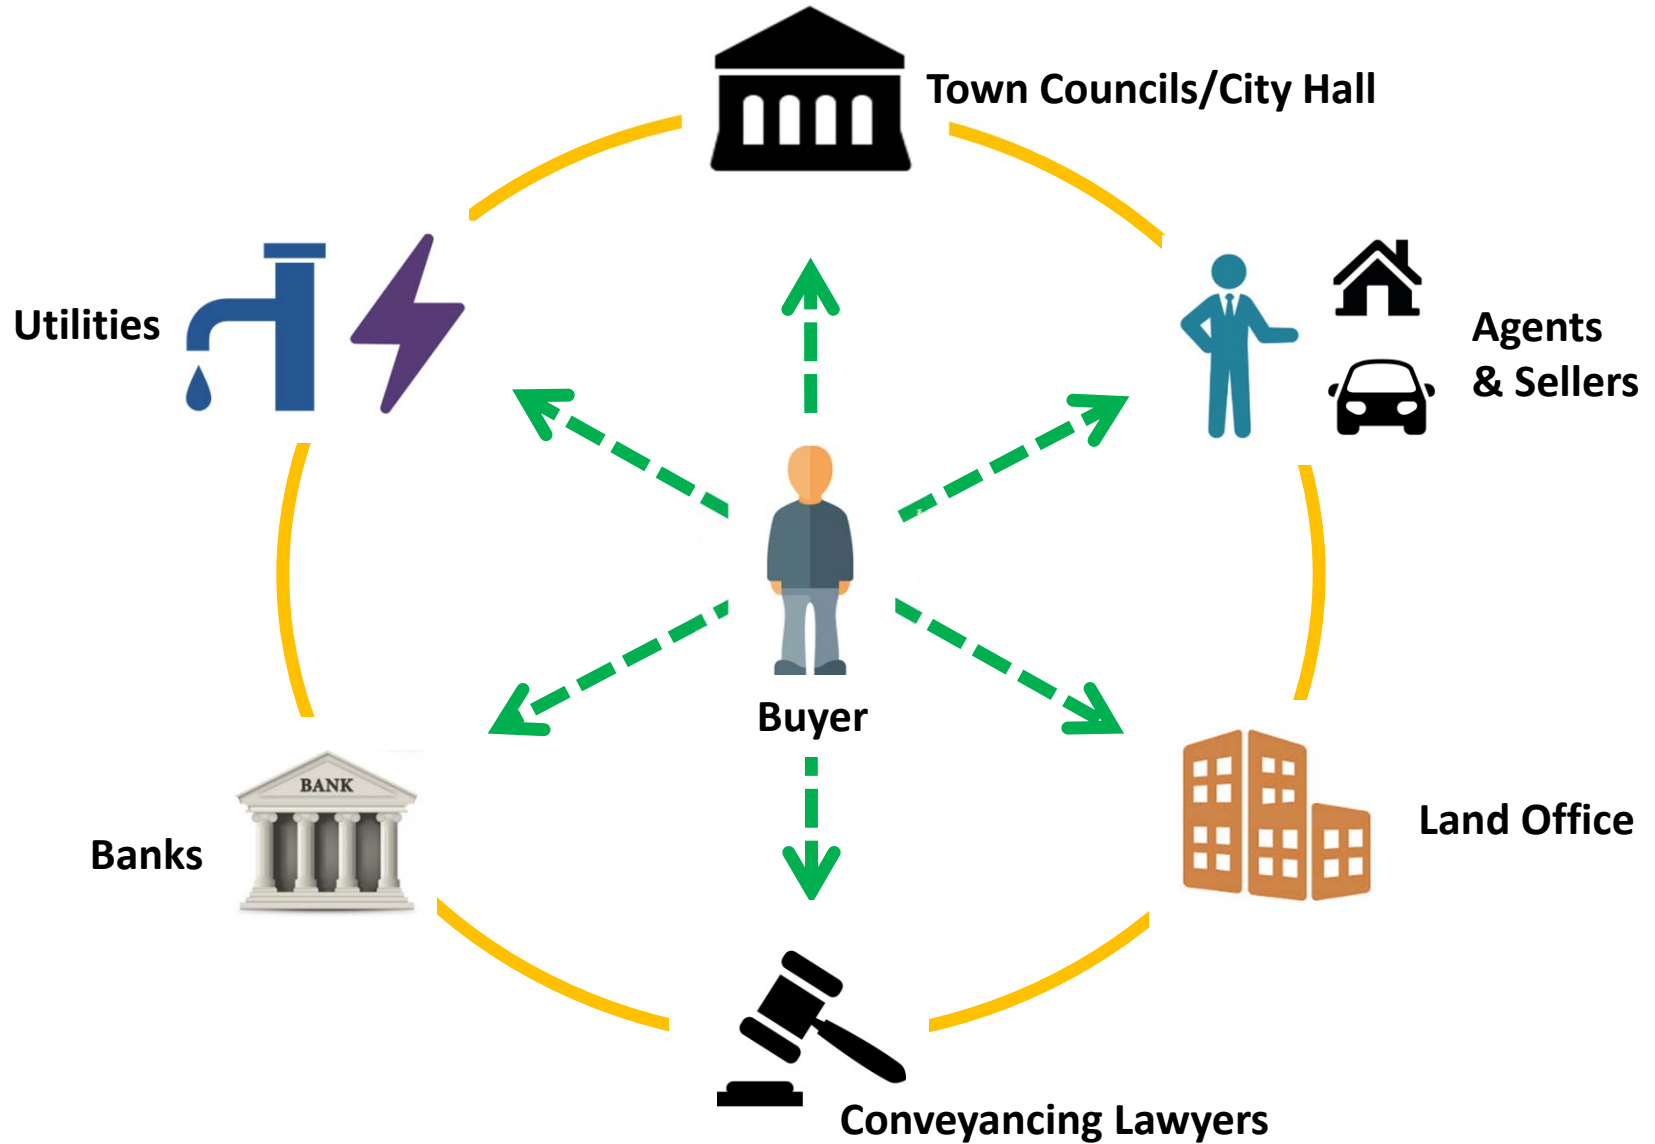 Town Councils/City Hall
Utilities
Agents
& Sellers
Buyer
BANK
Land Office
Banks
Conveyancing Lawyers